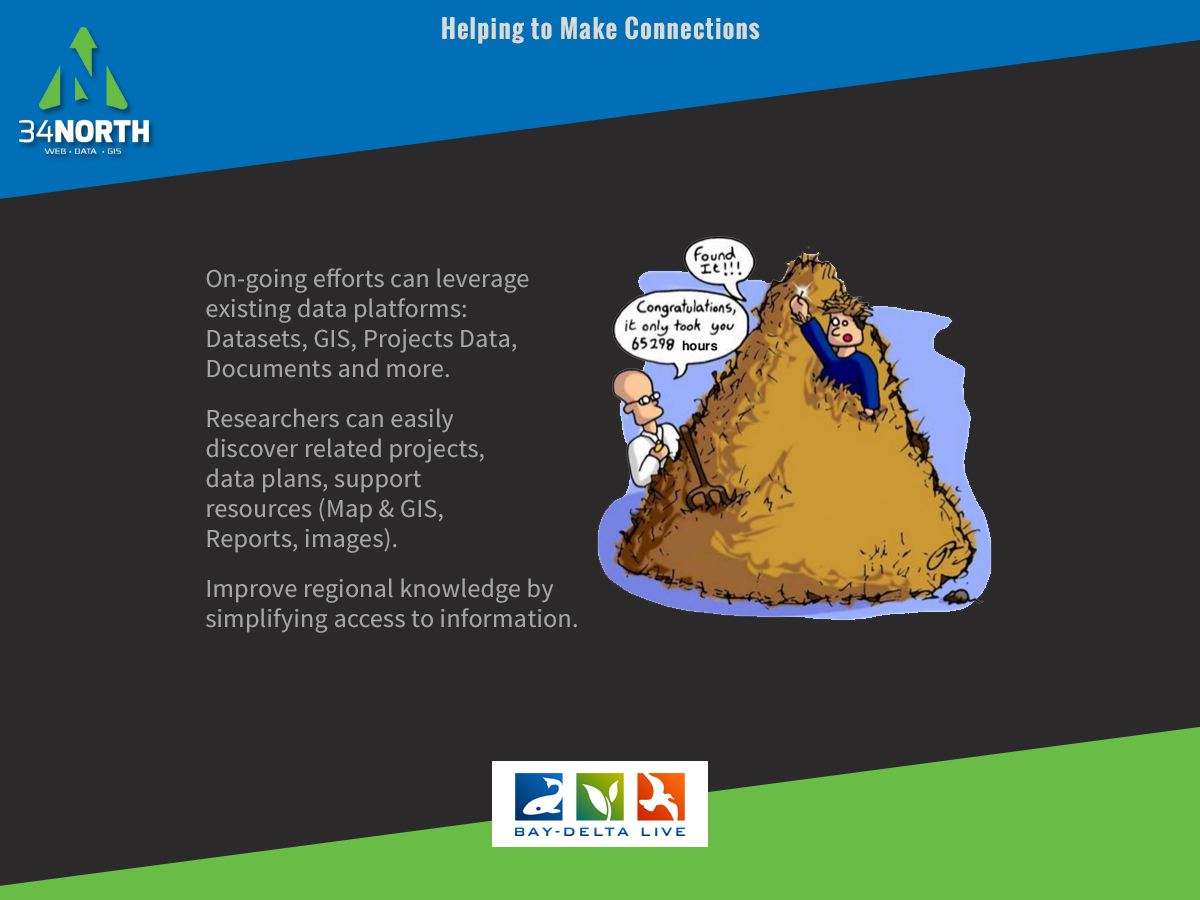 Helping to Make Connections
34NORTH
WEB • DATA • GIS
On-going efforts can leverage
existing data platforms:
Datasets, GIS, Projects Data,
Documents and more.
Researchers can easily
discover related projects,
data plans, support
resources (Map & GIS,
Reports, images).
Improve regional knowledge by
simplifying access to information.
Found
It!!!
Congratulations,
it only took you
65298 hours
BAY-DELTA LIVE